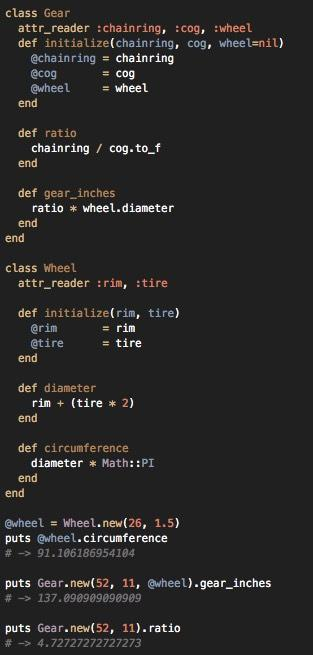 class Gear
  attr_reader :chainring, :cog, :wheel
  def initialize(chainring, cog, wheel=nil)
    @chainring = chainring
    @cog       = cog
    @wheel     = wheel
  end

  def ratio
    chainring / cog.to_f
  end

  def gear_inches
    ratio * wheel.diameter
  end
end

class Wheel
  attr_reader :rim, :tire

  def initialize(rim, tire)
    @rim       = rim
    @tire      = tire
  end

  def diameter
    rim + (tire * 2)
  end

  def circumference
    diameter * Math::PI
  end
end

@wheel = Wheel.new(26, 1.5)
puts @wheel.circumference
# -> 91.106186954104

puts Gear.new(52, 11, @wheel).gear_inches
# -> 137.090909090909

puts Gear.new(52, 11).ratio
# -> 4.72727272727273